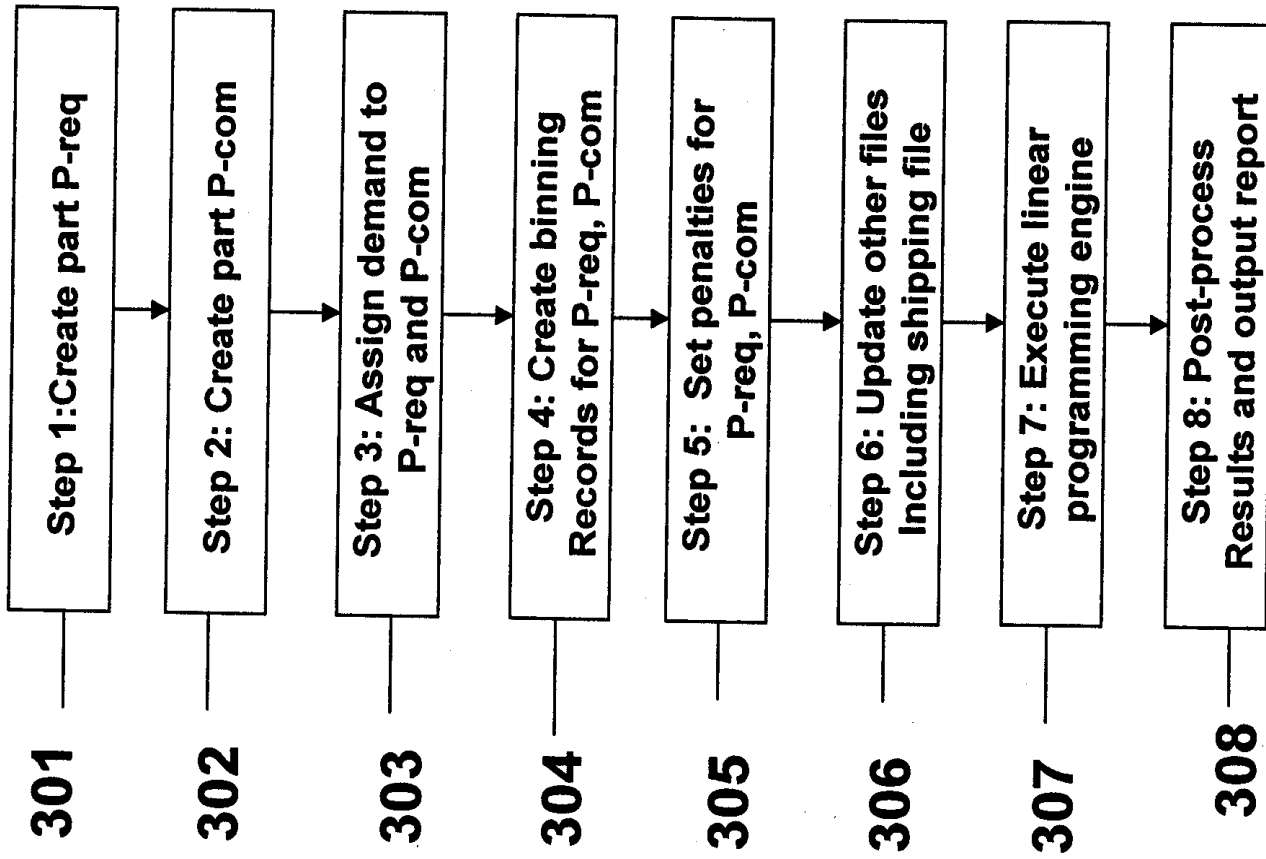 301
Step 1:Create part P-req
302
Step 2: Create part P-com
303
Step 3: Assign demand to
P-req and P-com
304
Step 4: Create binning
Records for P-req, P-com
305
Step 5: Set penalties for
P-req, P-com
306
Step 6: Update other files
Including shipping file
307
Step 7: Execute linear
programming engine
308
Step 8: Post-process
Results and output report